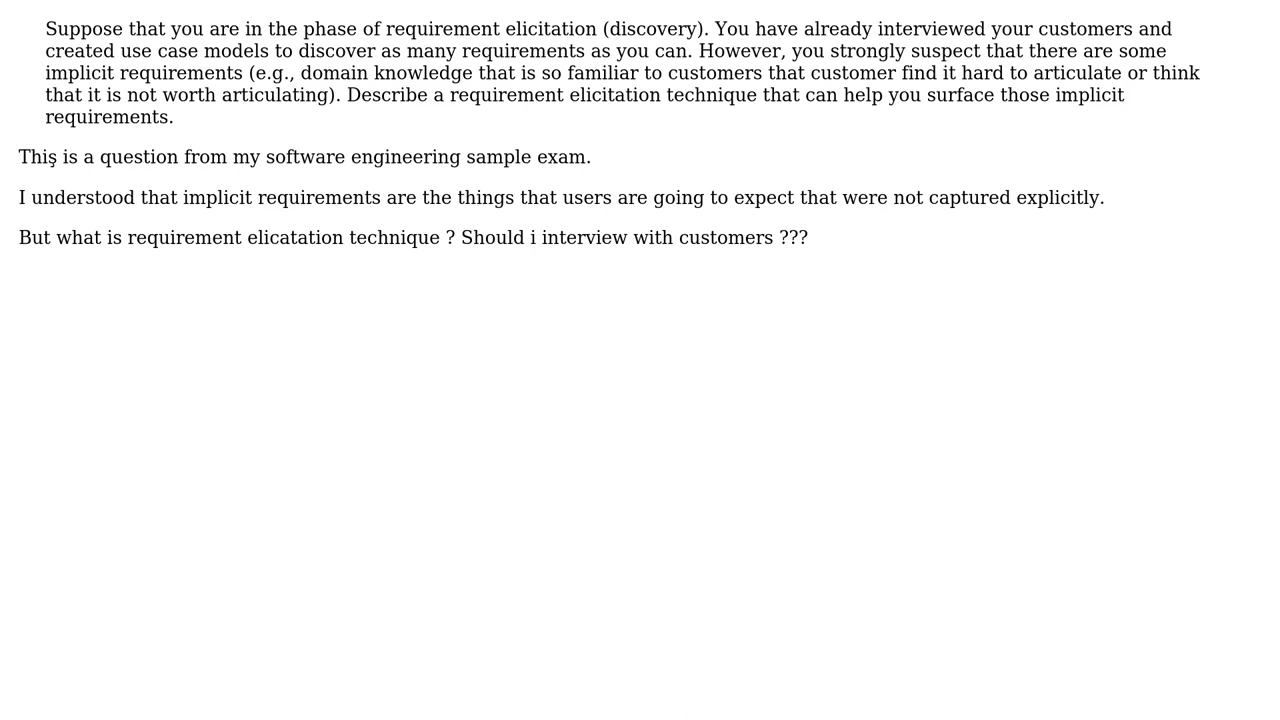 Suppose that you are in the phase of requirement elicitation (discovery). You have already interviewed your customers and
created use case models to discover as many requirements as you can. However, you strongly suspect that there are some
implicit requirements (e.g., domain knowledge that is so familiar to customers that customer find it hard to articulate or think
that it is not worth articulating). Describe a requirement elicitation technique that can help you surface those implicit
requirements.
Thiş is a question from my software engineering sample exam.
I understood that implicit requirements are the things that users are going to expect that were not captured explicitly.
But what is requirement elicatation technique ? Should i interview with customers ???